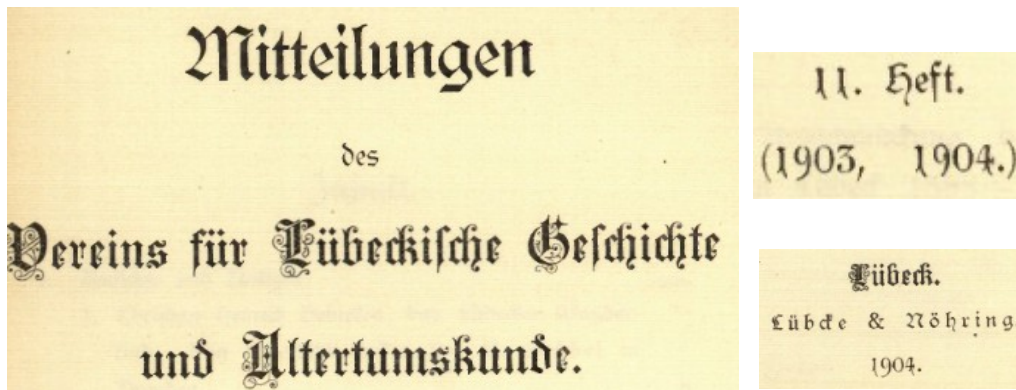 Mitteilungen
des
Vereins für Lübeckische Geschichte
und Altertumskunde.
11. Heft.
(1903, 1904.)
Lübeck.
Lübcke & Nöhring
1904.